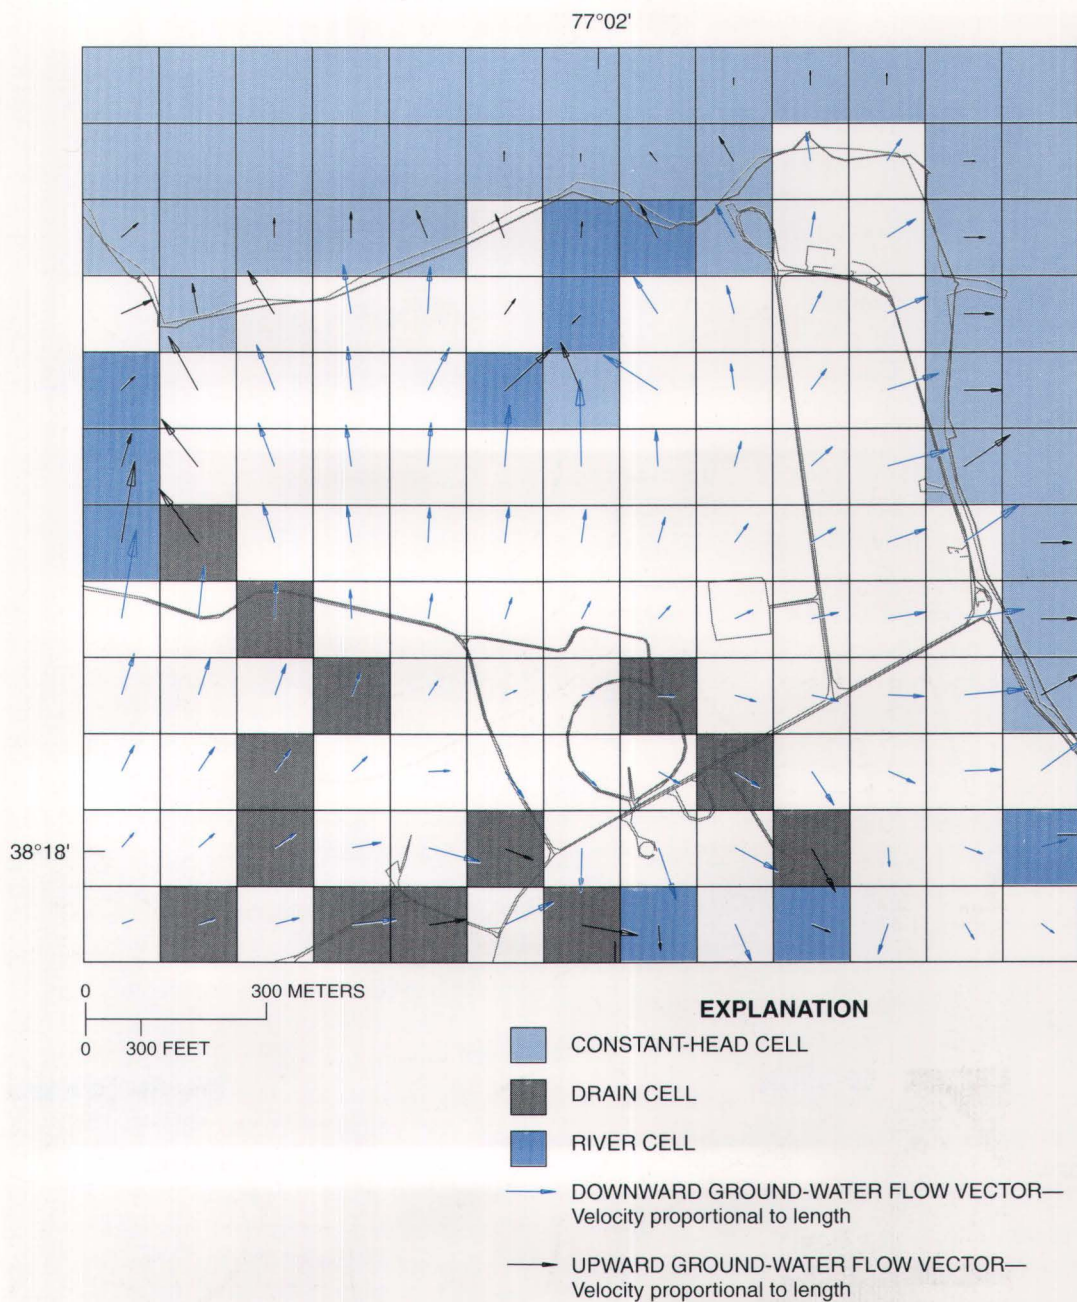 77°02'
38°18'
0 300 METERS
0 300 FEET
EXPLANATION
CONSTANT-HEAD CELL
DRAIN CELL
RIVER CELL
DOWNWARD GROUND-WATER FLOW VECTOR—
Velocity proportional to length
UPWARD GROUND-WATER FLOW VECTOR—
Velocity proportional to length